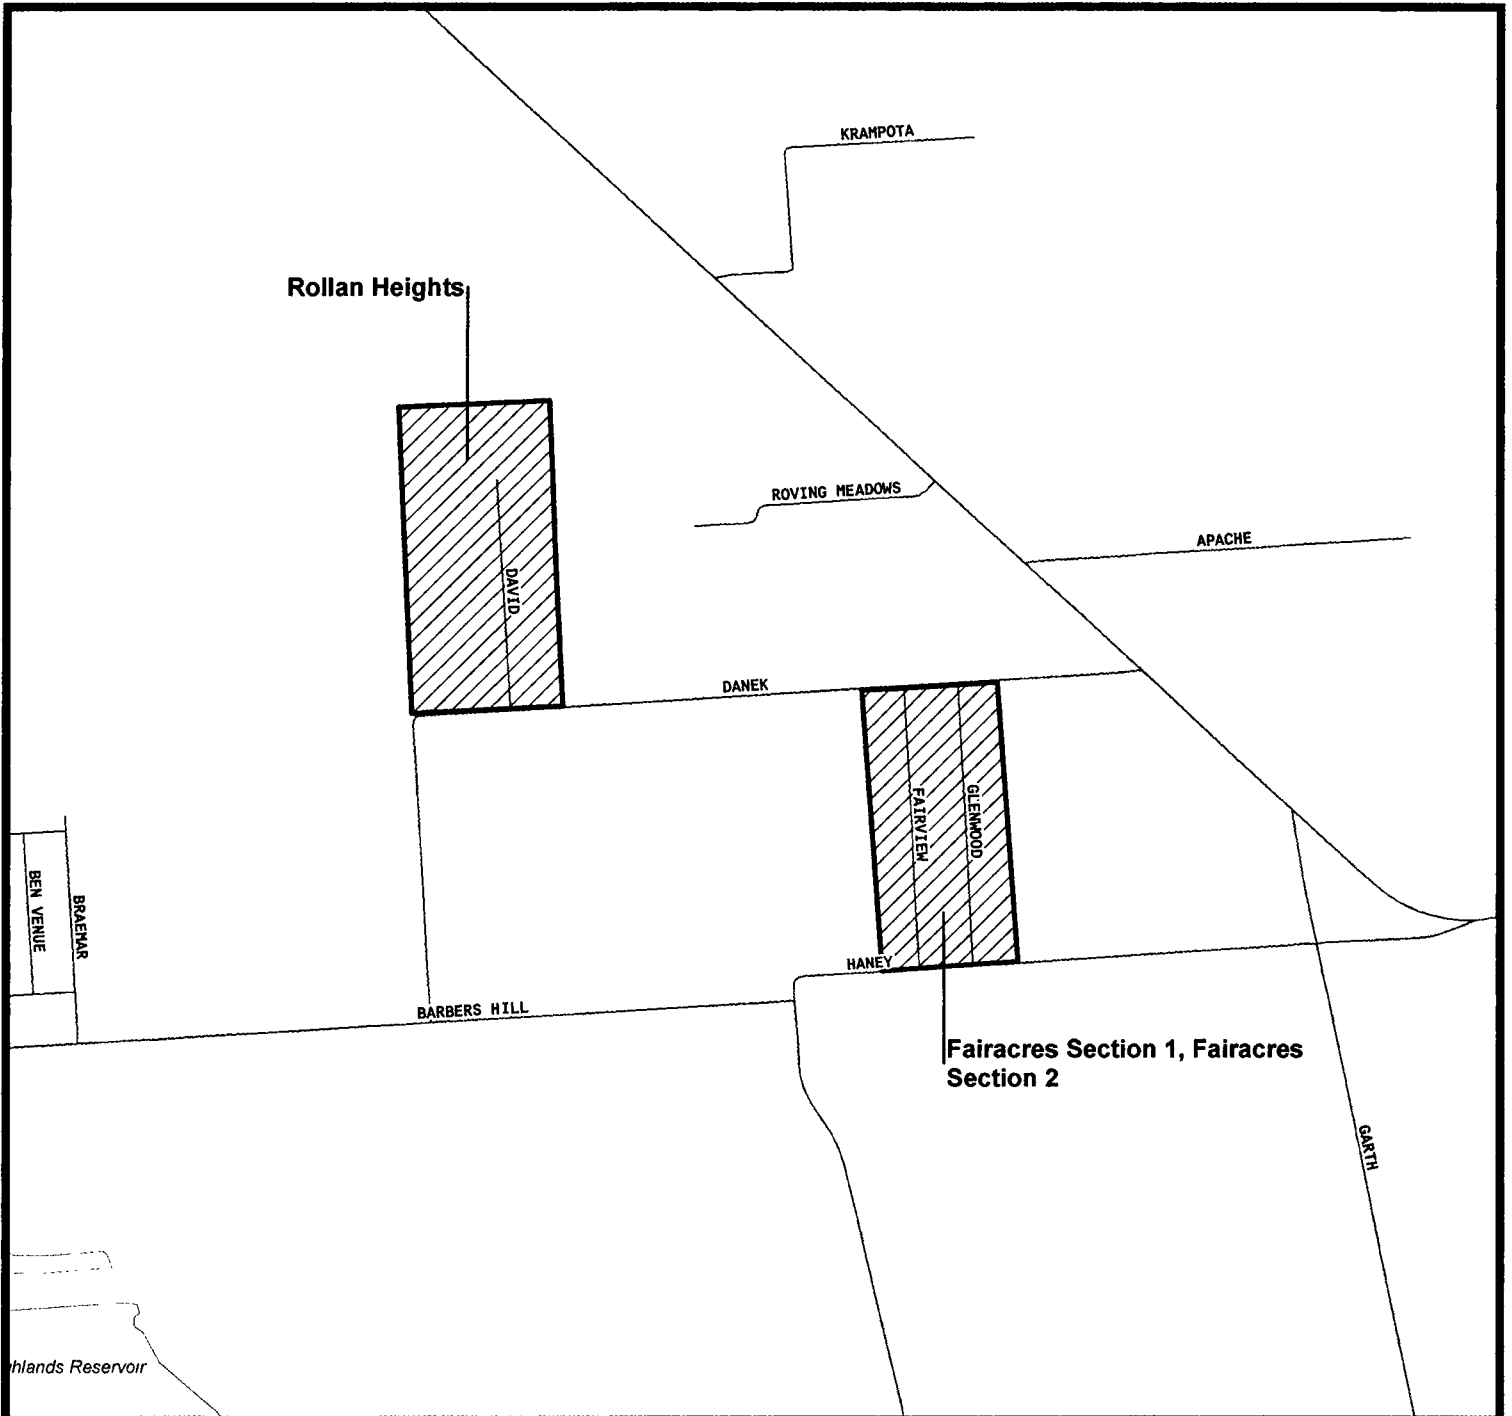 KRAMPOTA
Rollan Heights
ROVING MEADOWS
APACHE
DAVID
DANEK
FAIRVIEW
GLENWOOD
BEN VENUE
BRAEMAR
HANEY
BARBERS HILL
Fairacres Section 1, Fairacres
Section 2
GARTH
hlands Reservoir